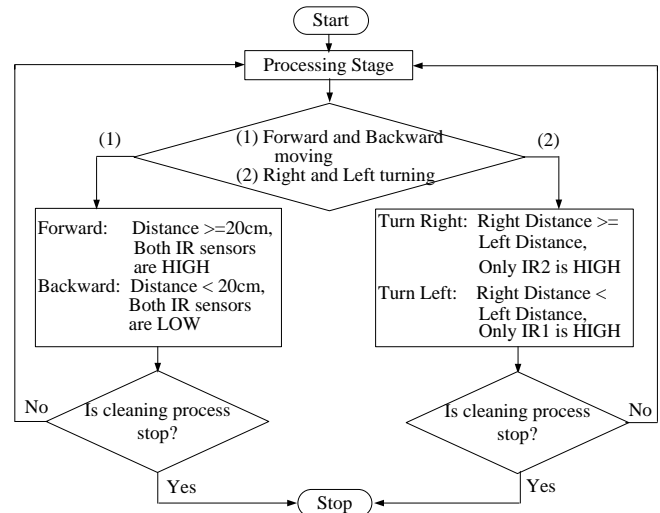 Start
Processing Stage
(1)
(1) Forward and Backward
moving
(2) Right and Left turning
(2)
Forward: Distance >=20cm,
Both IR sensors
are HIGH
Backward: Distance < 20cm,
Both IR sensors
are LOW
Turn Right: Right Distance >=
Left Distance,
Only IR2 is HIGH
Turn Left: Right Distance <
Left Distance,
Only IR1 is HIGH
No
Is cleaning process
stop?
Is cleaning process
stop?
No
Yes
Yes
Stop